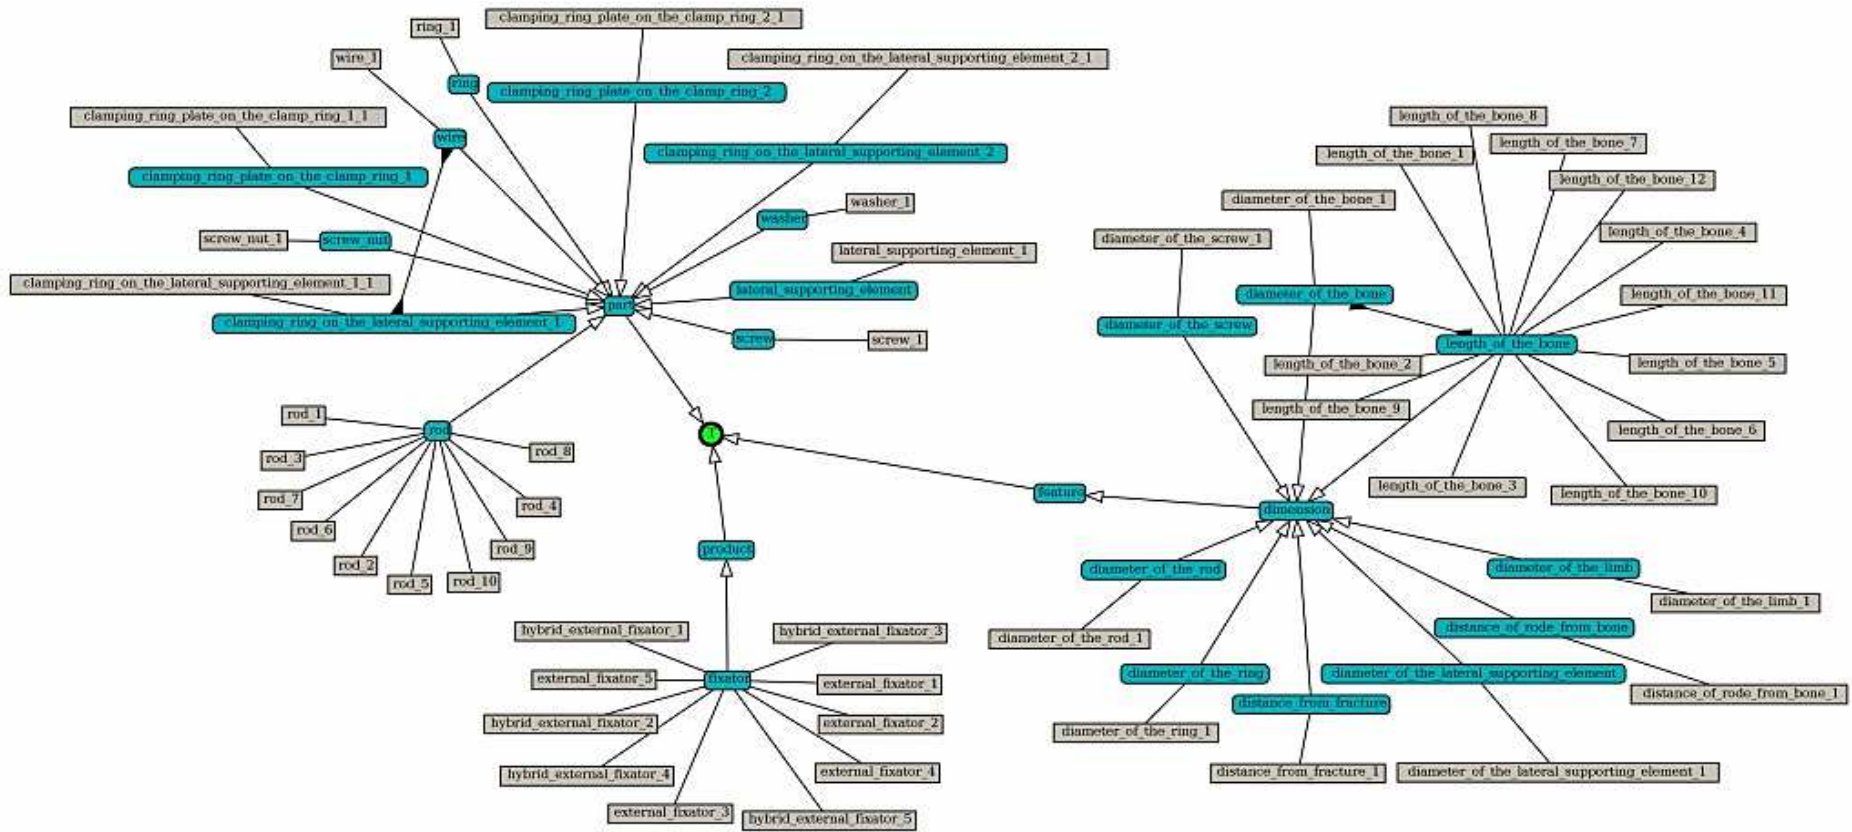 clamping_ring_plate_on_the_clamp_ring_2_1
ring_1
wire_1
clamping_ring_on_the_lateral_supporting_element_2_1
ring
clamping_ring_plate_on_the_clamp_ring_2
clamping_ring_plate_on_the_clamp_ring_1_1
wire
clamping_ring_on_the_lateral_supporting_element_2
clamping_ring_plate_on_the_clamp_ring_1
washer_1
washer
screw_nut_1
screw_nut
lateral_supporting_element_1
clamping_ring_on_the_lateral_supporting_element_1_1
lateral_supporting_element
part
clamping_ring_on_the_lateral_supporting_element_1
screw
screw_1
rod_1
rod
rod_8
rod_3
rod_7
rod_4
rod_6
rod_9
rod_2
rod_5
rod_10
product
hybrid_external_fixator_1
hybrid_external_fixator_3
external_fixator_5
fixator
external_fixator_1
hybrid_external_fixator_2
external_fixator_2
hybrid_external_fixator_4
external_fixator_4
external_fixator_3
hybrid_external_fixator_5
length_of_the_bone_8
length_of_the_bone_7
length_of_the_bone_1
length_of_the_bone_12
diameter_of_the_bone_1
length_of_the_bone_4
diameter_of_the_screw_1
diameter_of_the_bone
length_of_the_bone_11
diameter_of_the_screw
length_of_the_bone
length_of_the_bone_2
length_of_the_bone_5
length_of_the_bone_9
length_of_the_bone_6
length_of_the_bone_3
length_of_the_bone_10
feature
dimension
diameter_of_the_rod
diameter_of_the_limb
diameter_of_the_limb_1
diameter_of_the_rod_1
distance_of_rode_from_bone
diameter_of_the_ring
diameter_of_the_lateral_supporting_element
distance_of_rode_from_bone_1
distance_from_fracture
diameter_of_the_ring_1
distance_from_fracture_1
diameter_of_the_lateral_supporting_element_1